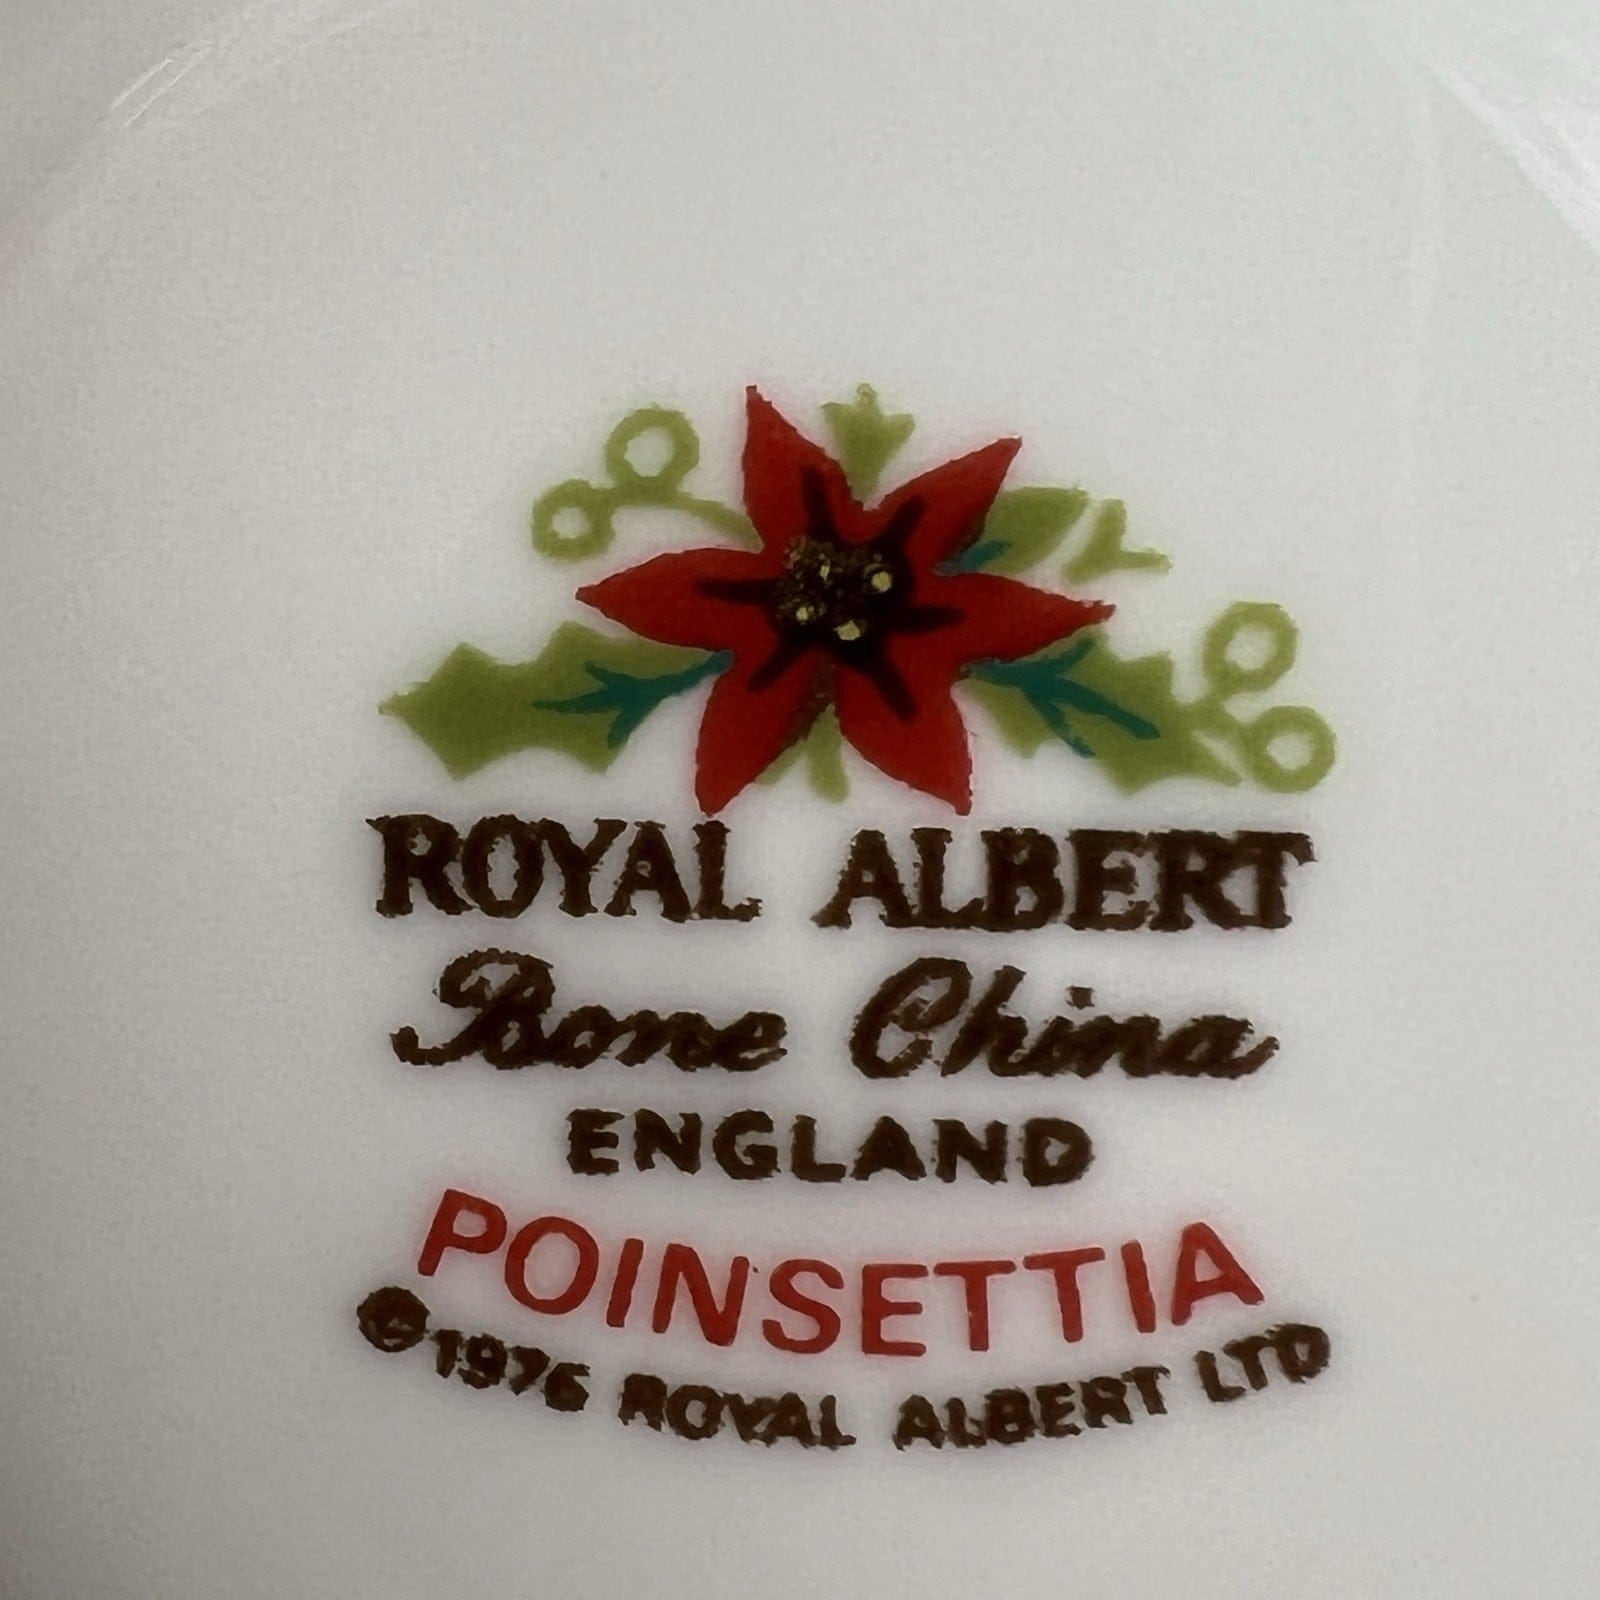 ROYAL ALBERT
Bone China
ENGLAND
POINSETTIA
©1976 ROYAL ALBERT LTD